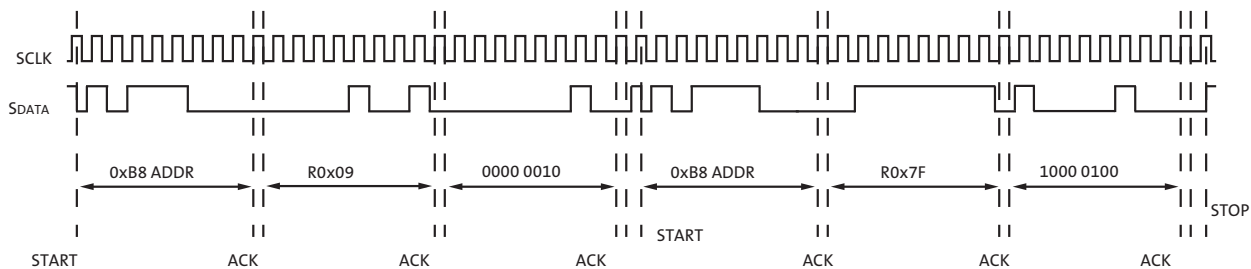 SCLK
SDATA
0xB8 ADDR
R0x09
0000 0010
0xB8 ADDR
R0x7F
1000 0100
STOP
START
START
ACK
ACK
ACK
ACK
ACK
ACK